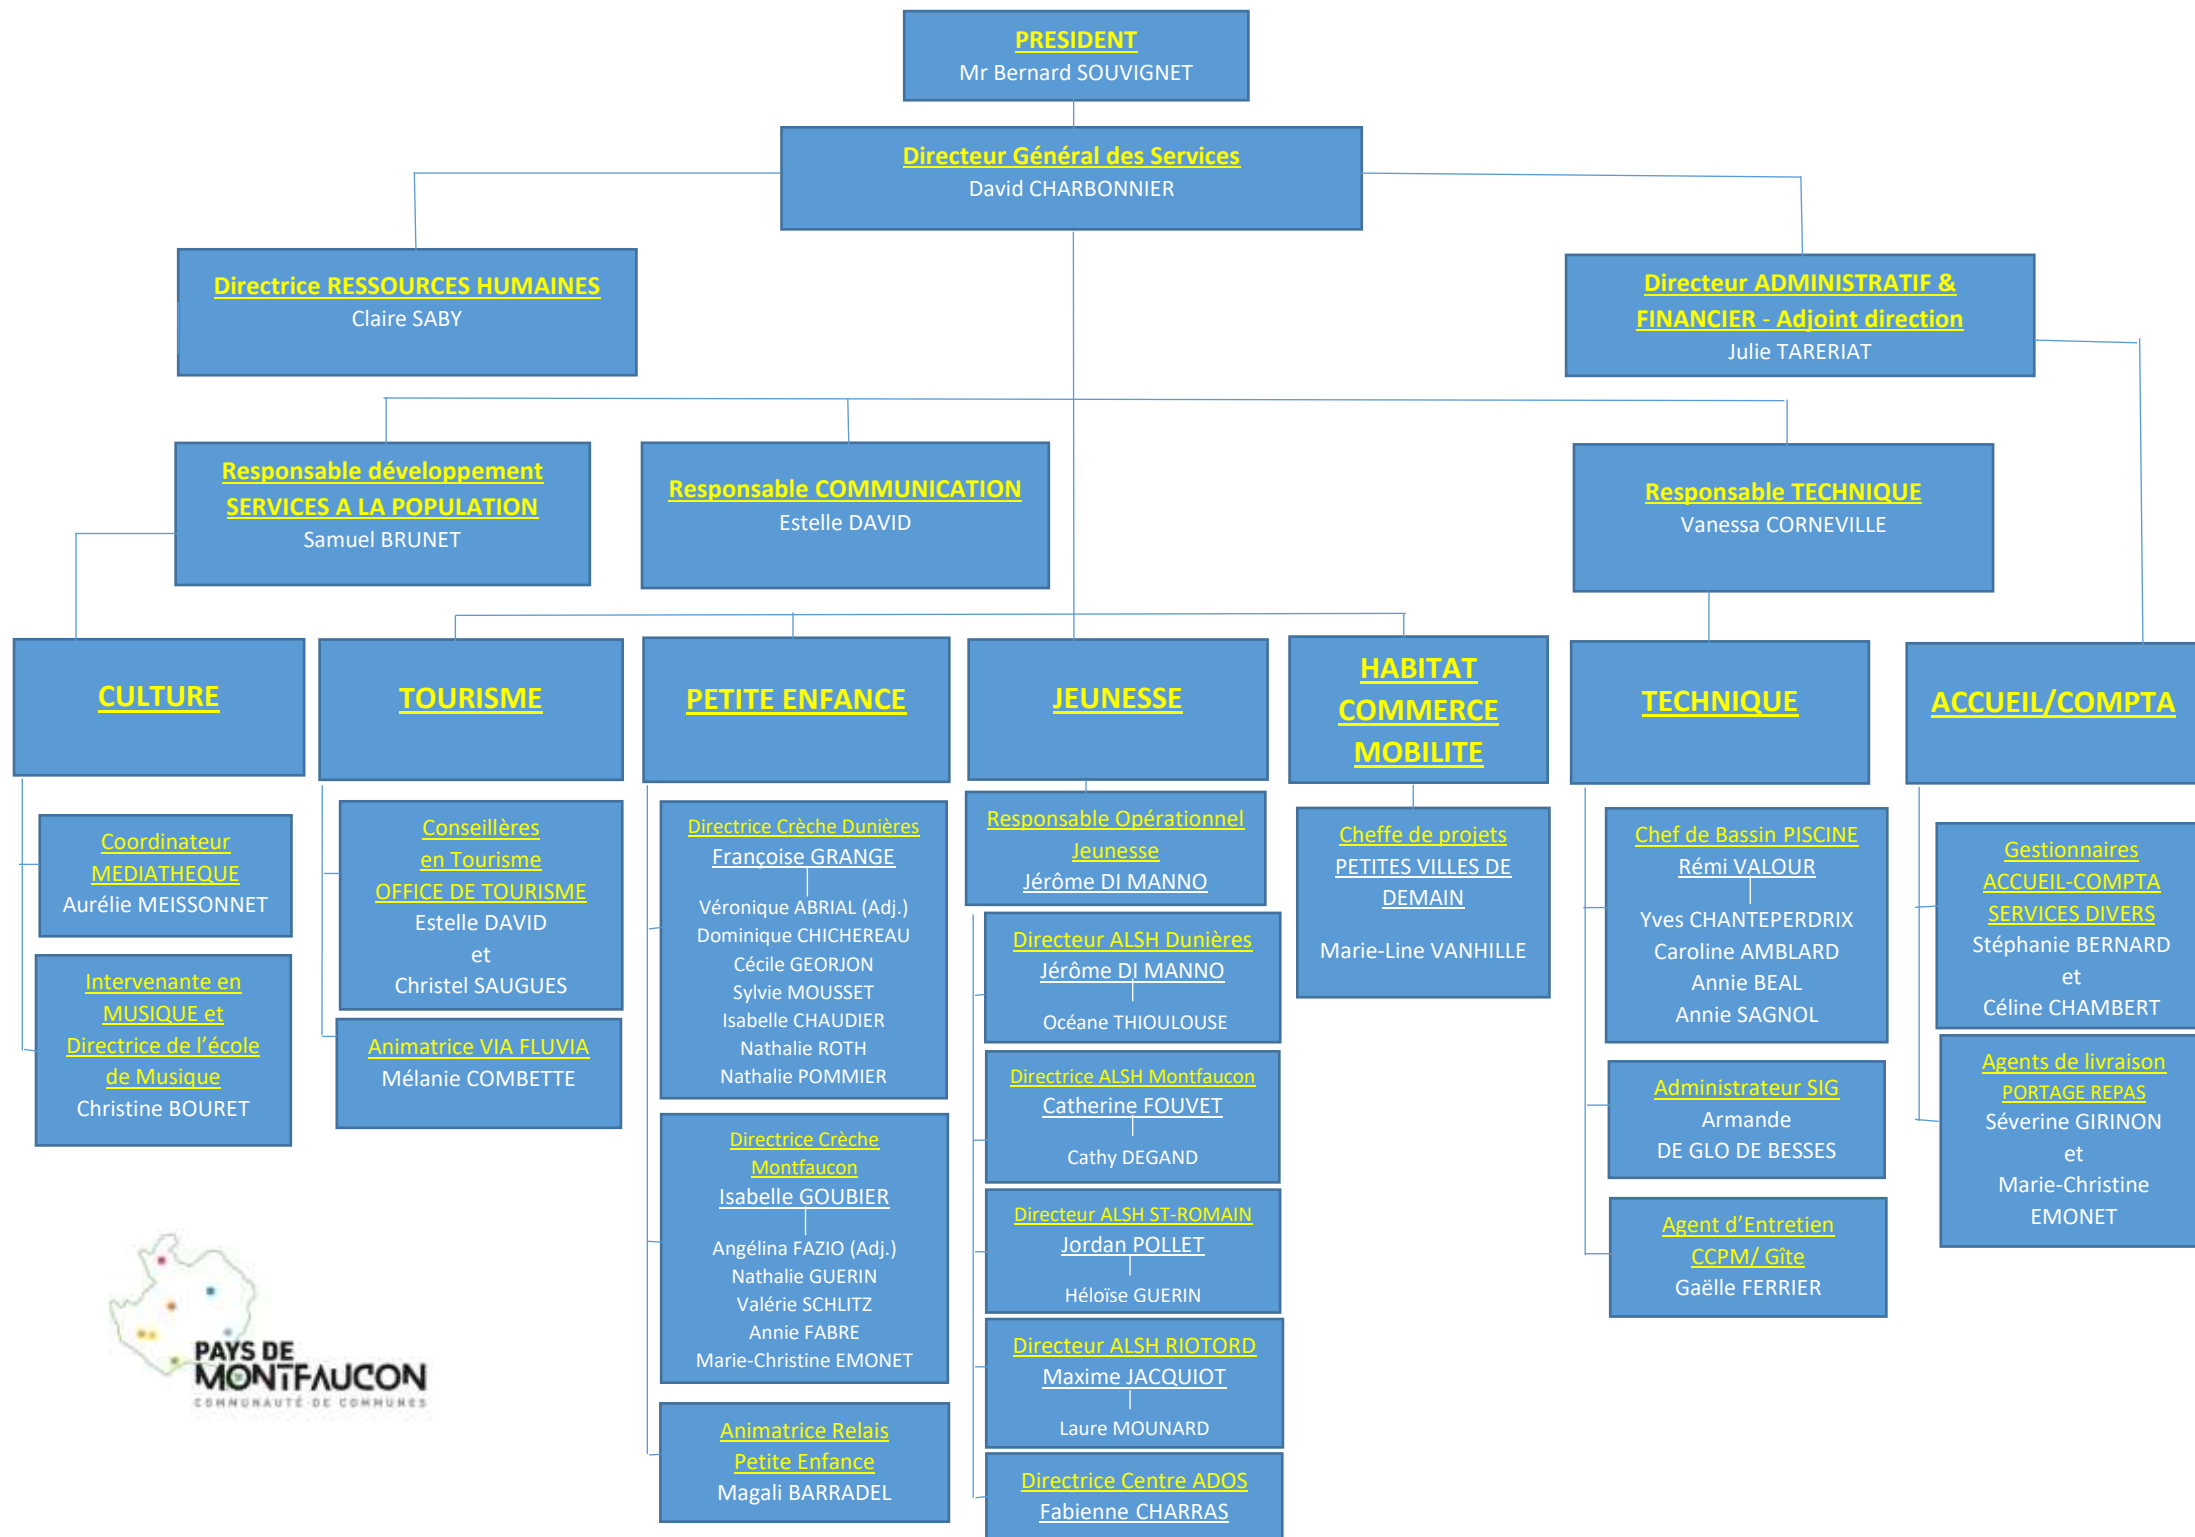 PRESIDENT
Mr Bernard SOUVIGNET
Directeur Général des Services
David CHARBONNIER
Directrice RESSOURCES HUMAINES
Claire SABY
Directeur ADMINISTRATIF &
FINANCIER - Adjoint direction
Julie TARERIAT
Responsable développement
SERVICES A LA POPULATION
Samuel BRUNET
Responsable COMMUNICATION
Estelle DAVID
Responsable TECHNIQUE
Vanessa CORNEVILLE
CULTURE
Coordinateur
MEDIATHEQUE
Aurélie MEISSONNET
Intervenante en
MUSIQUE et
Directrice de l'école
de Musique
Christine BOURET
TOURISME
Conseillères
en Tourisme
OFFICE DE TOURISME
Estelle DAVID
et
Christel SAUGUES
Animatrice VIA FLUVIA
Mélanie COMBETTE
PETITE ENFANCE
Directrice Crèche Dunières
Françoise GRANGE
Véronique ABRIAL (Adj.)
Dominique CHICHEREAU
Cécile GEORJON
Sylvie MOUSSET
Isabelle CHAUDIER
Nathalie ROTH
Nathalie POMMIER
Directrice Crèche
Montfaucon
Isabelle GOUBIER
Angélina FAZIO (Adj.)
Nathalie GUERIN
Valérie SCHLITZ
Annie FABRE
Marie-Christine EMONET
Animatrice Relais
Petite Enfance
Magali BARRADEL
JEUNESSE
Responsable Opérationnel
Jeunesse
Jérôme DI MANNO
Directeur ALSH Dunières
Jérôme DI MANNO
Océane THIOULOUSE
Directrice ALSH Montfaucon
Catherine FOUVET
Cathy DEGAND
Directeur ALSH ST-ROMAIN
Jordan POLLET
Héloïse GUERIN
Directeur ALSH RIOTORD
Maxime JACQUIOT
Laure MOUNARD
Directrice Centre ADOS
Fabienne CHARRAS
HABITAT
COMMERCE
MOBILITE
Cheffe de projets
PETITES VILLES DE
DEMAIN
Marie-Line VANHILLE
TECHNIQUE
Chef de Bassin PISCINE
Rémi VALOUR
Yves CHANTEPERDRIX
Caroline AMBLARD
Annie BEAL
Annie SAGNOL
Administrateur SIG
Armande
DE GLO DE BESSES
Agent d'Entretien
CCPM/ Gîte
Gaëlle FERRIER
ACCUEIL/COMPTA
Gestionnaires
ACCUEIL-COMPTA
SERVICES DIVERS
Stéphanie BERNARD
et
Céline CHAMBERT
Agents de livraison
PORTAGE REPAS
Séverine GIRINON
et
Marie-Christine
EMONET
PAYS DE
MONTFAUCON
COMMUNAUTÉ DE COMMUNES